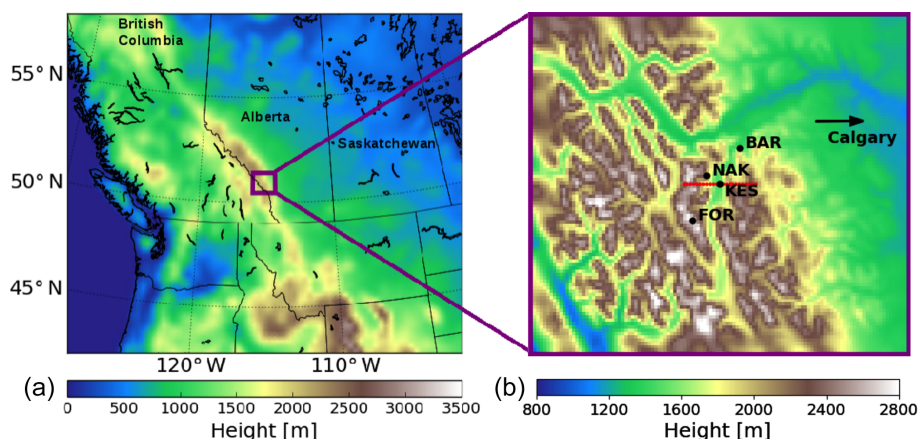 British
Columbia
55° N
Alberta
Saskatchewan
50° N
45° N
120° W
110° W
(a)
0
500
1000
1500
2000
2500
3000
3500
Height [m]
Calgary
BAR
NAK
KES
FOR
(b)
800
1200
1600
2000
2400
2800
Height [m]